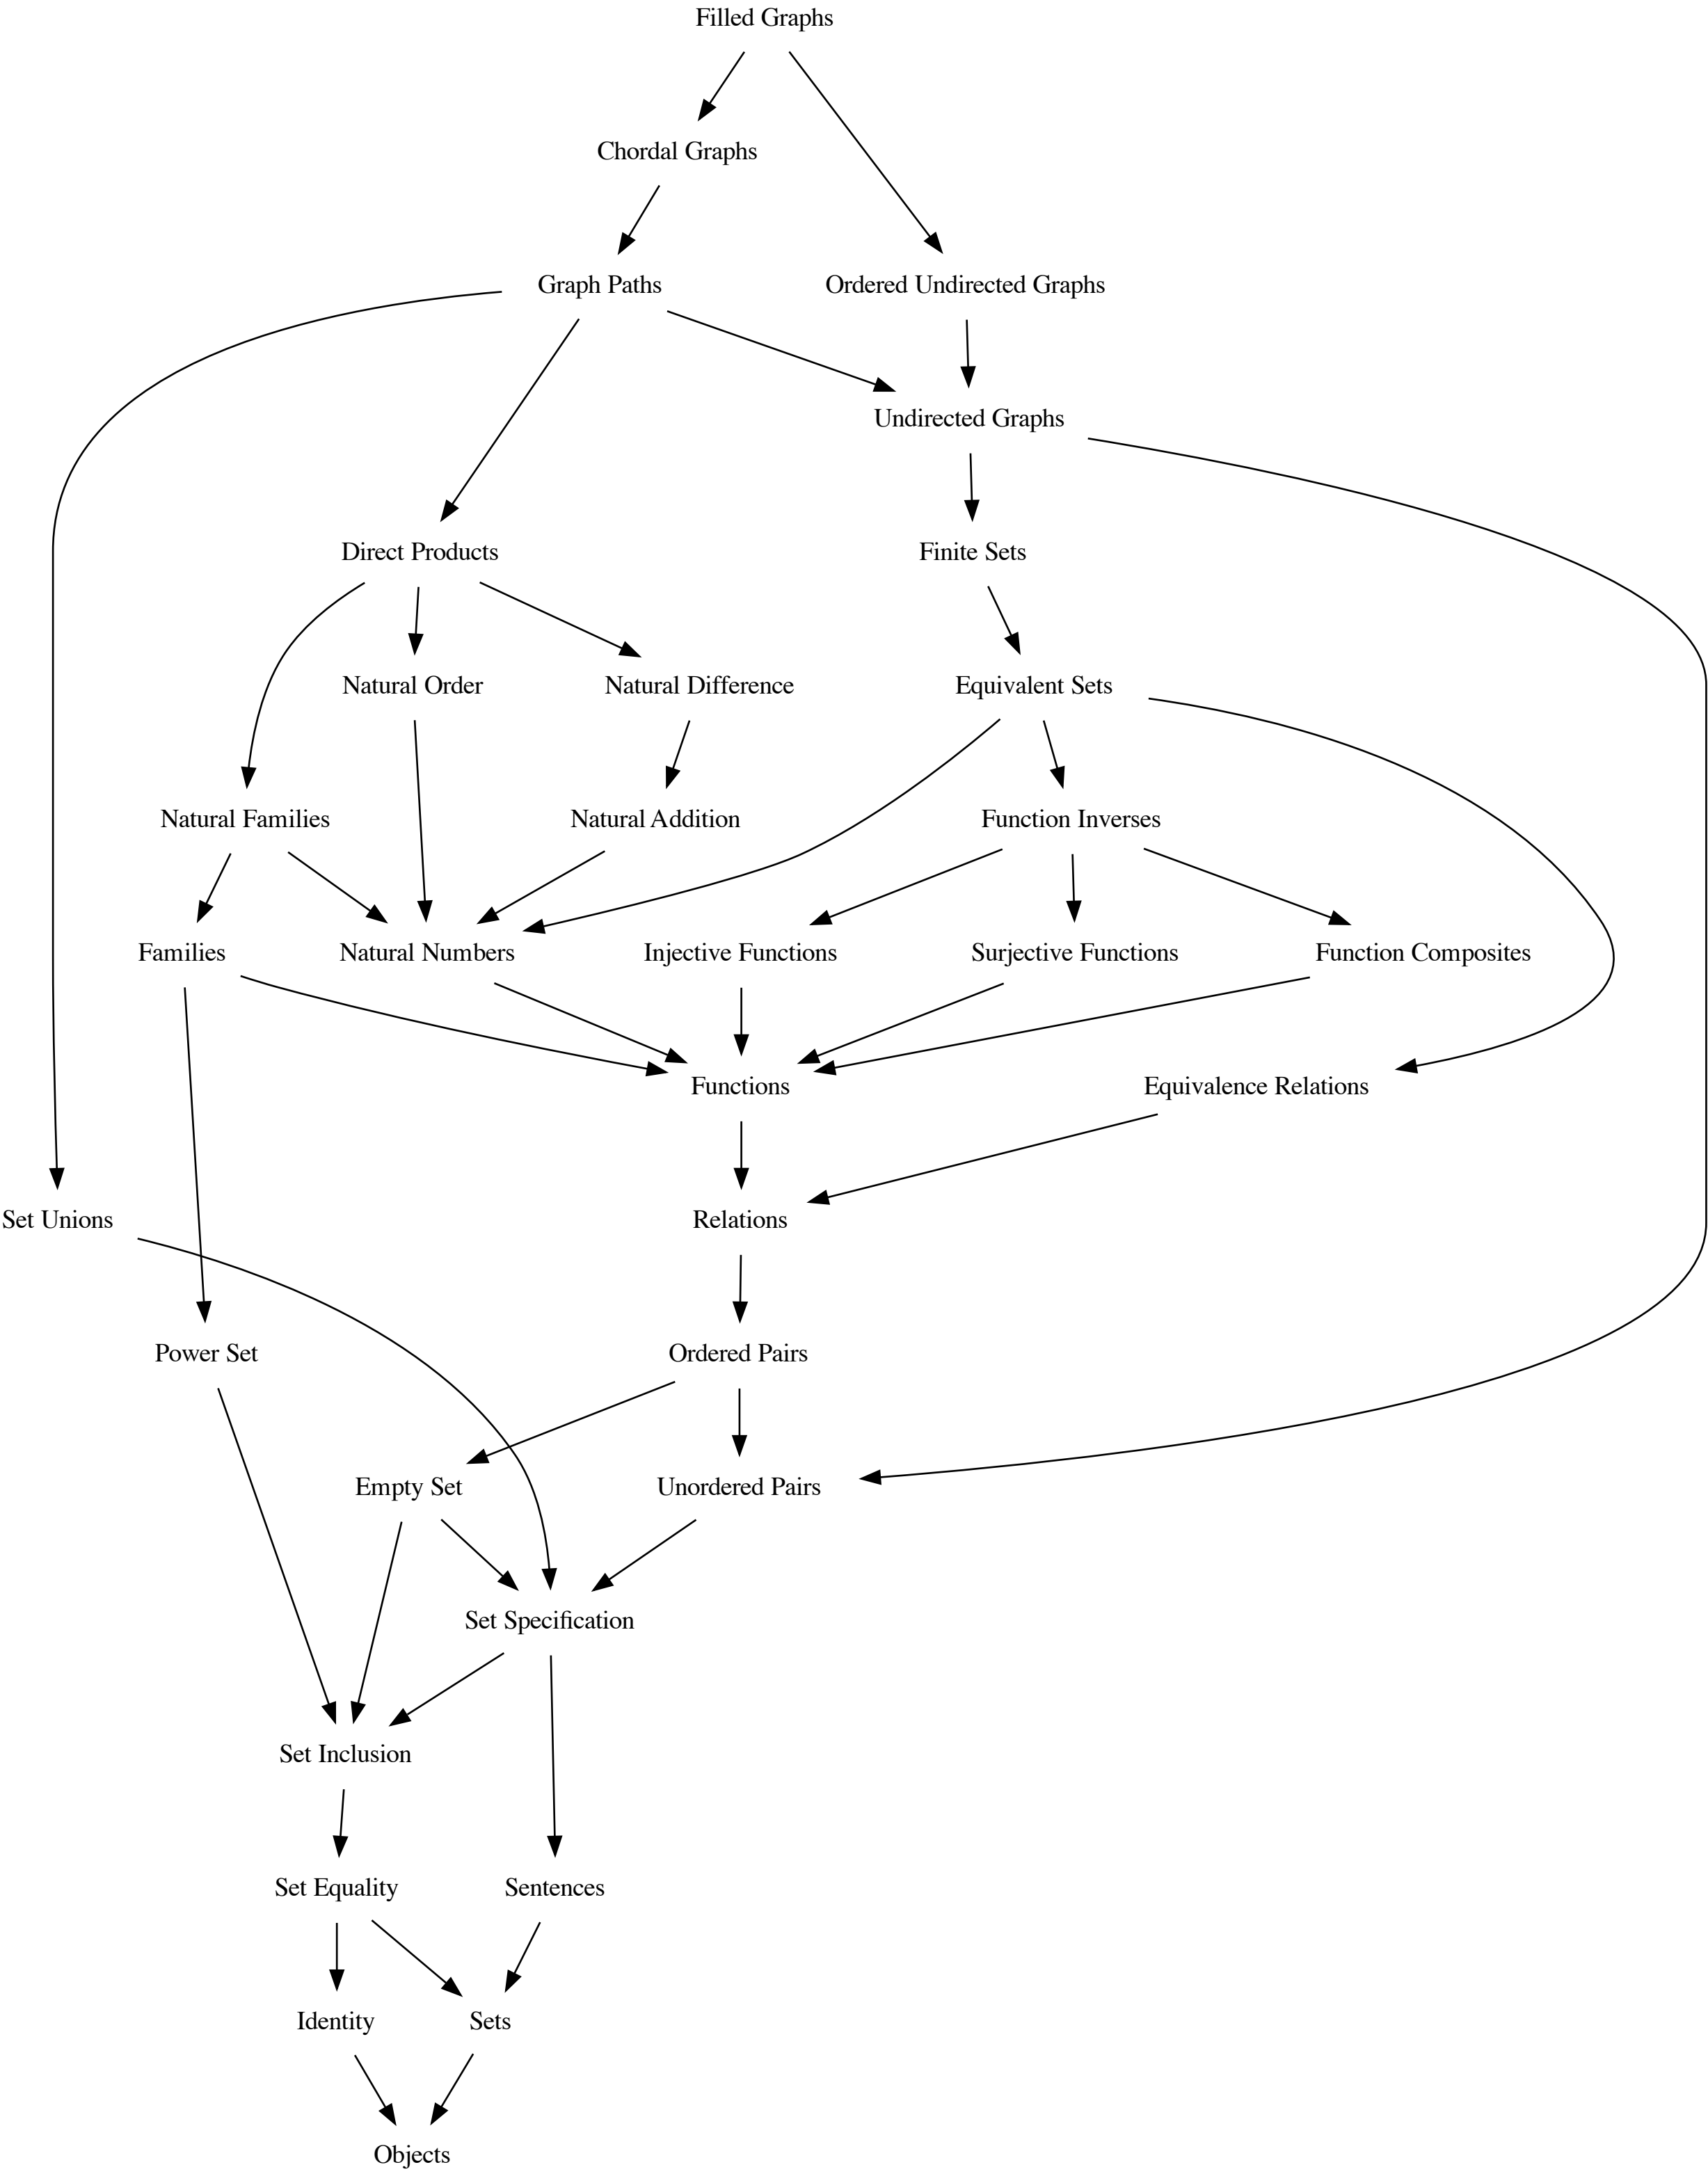 Filled Graphs
Chordal Graphs
Graph Paths
Ordered Undirected Graphs
Undirected Graphs
Direct Products
Finite Sets
Natural Order
Natural Difference
Equivalent Sets
Natural Families
Natural Addition
Function Inverses
Families
Natural Numbers
Injective Functions
Surjective Functions
Function Composites
Functions
Equivalence Relations
Set Unions
Relations
Power Set
Ordered Pairs
Empty Set
Unordered Pairs
Set Specification
Set Inclusion
Set Equality
Sentences
Identity
Sets
Objects